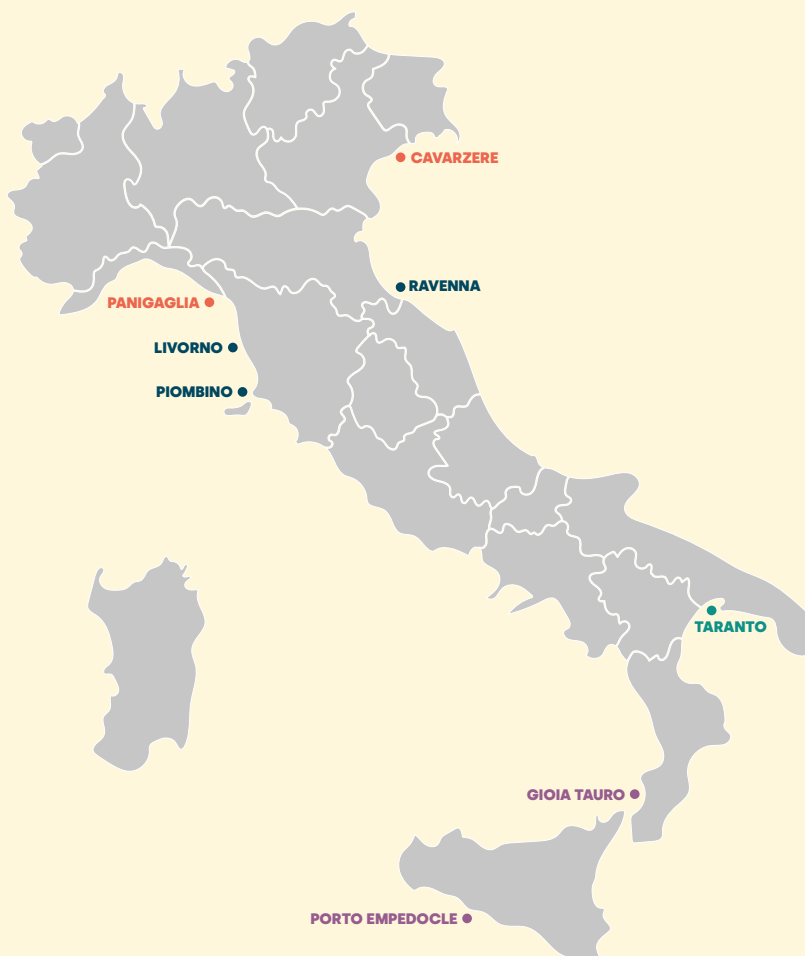 CAVARZERE
RAVENNA
PANIGAGLIA
LIVORNO
PIOMBINO
TARANTO
GIOIA TAURO
PORTO EMPEDOCLE